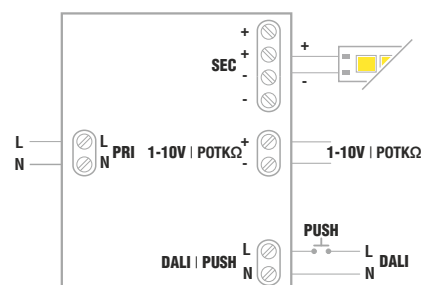 +
+ +
SEC
-
- -
L L + 
PRI 1-10V | POTKΩ 1-10V | POTKΩ
N N -
PUSH
L L
DALI | PUSH DALI
N N